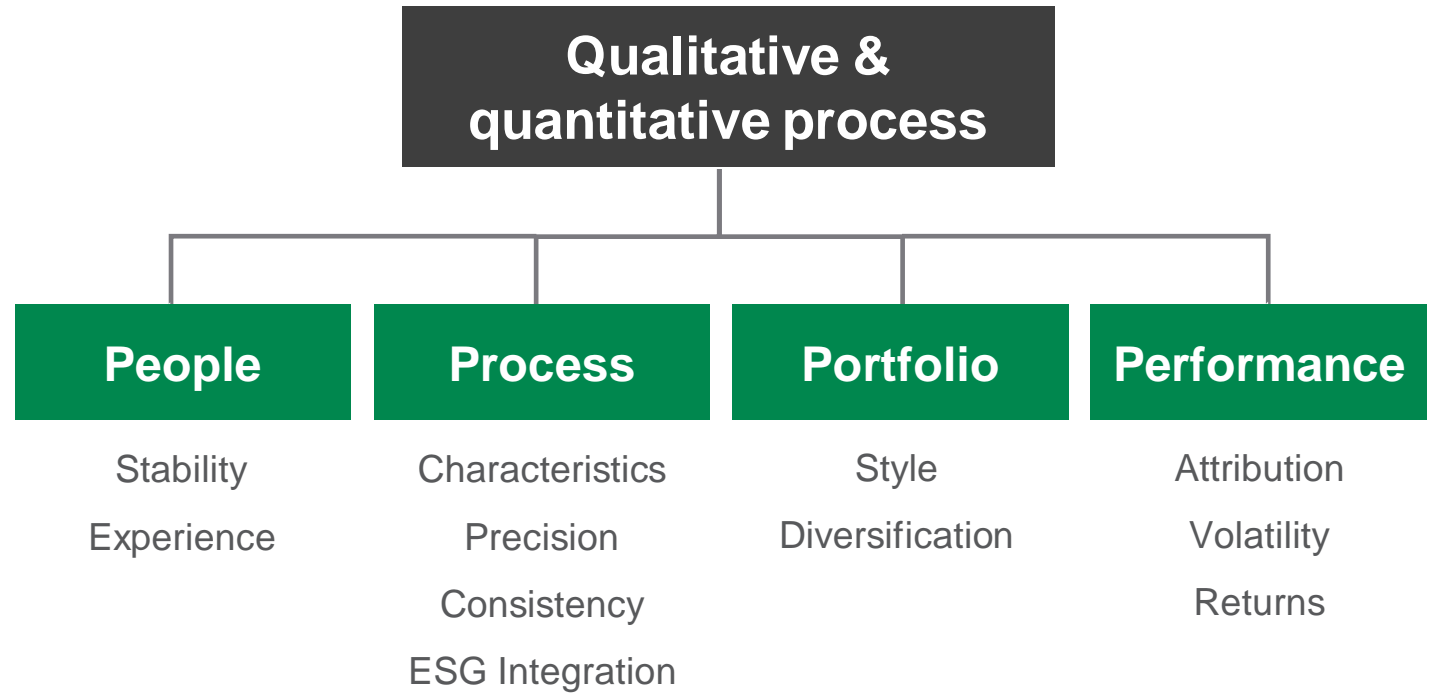 Qualitative &
quantitative process
People
Process
Portfolio
Performance
Stability
Experience
Characteristics
Precision
Consistency
ESG Integration
Style
Diversification
Attribution
Volatility
Returns